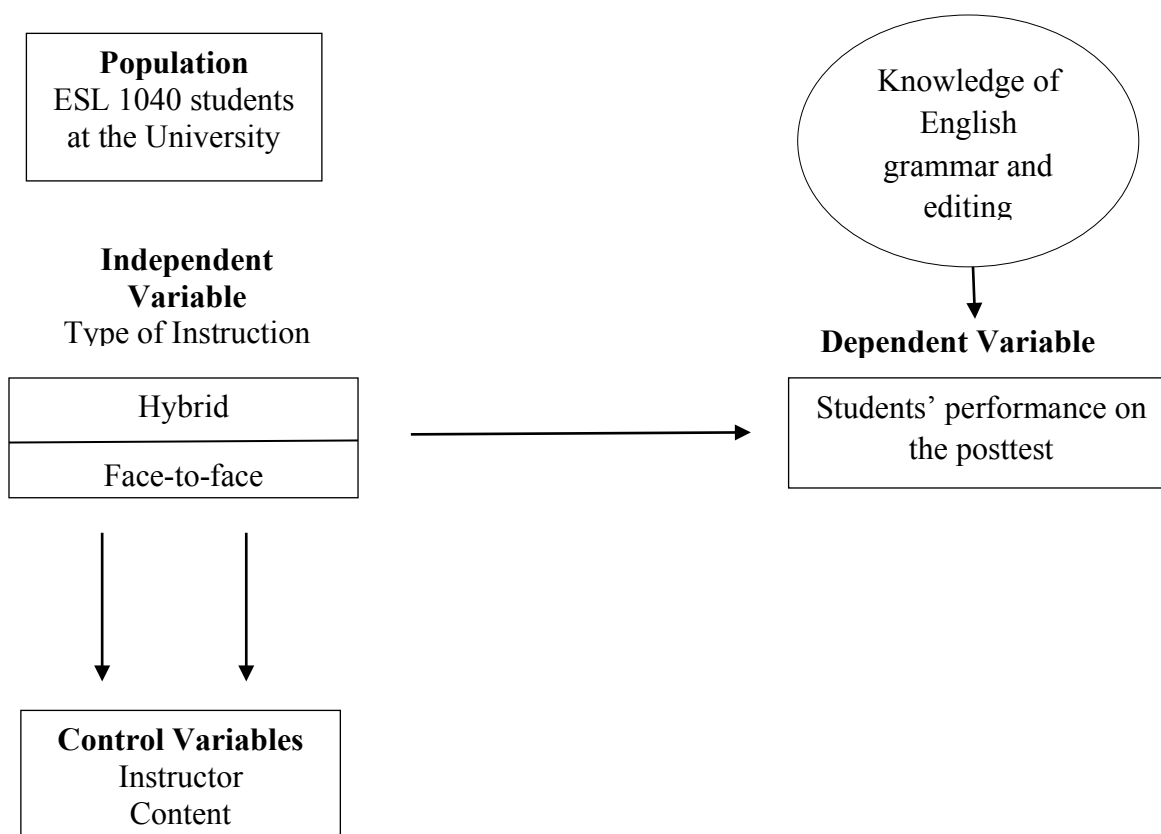 Population
ESL 1040 students
at the University
Knowledge of
English
grammar and
editing
Independent
Variable
Type of Instruction
Dependent Variable
Hybrid
Face-to-face
Students’ performance on
the posttest
Control Variables
Instructor
Content